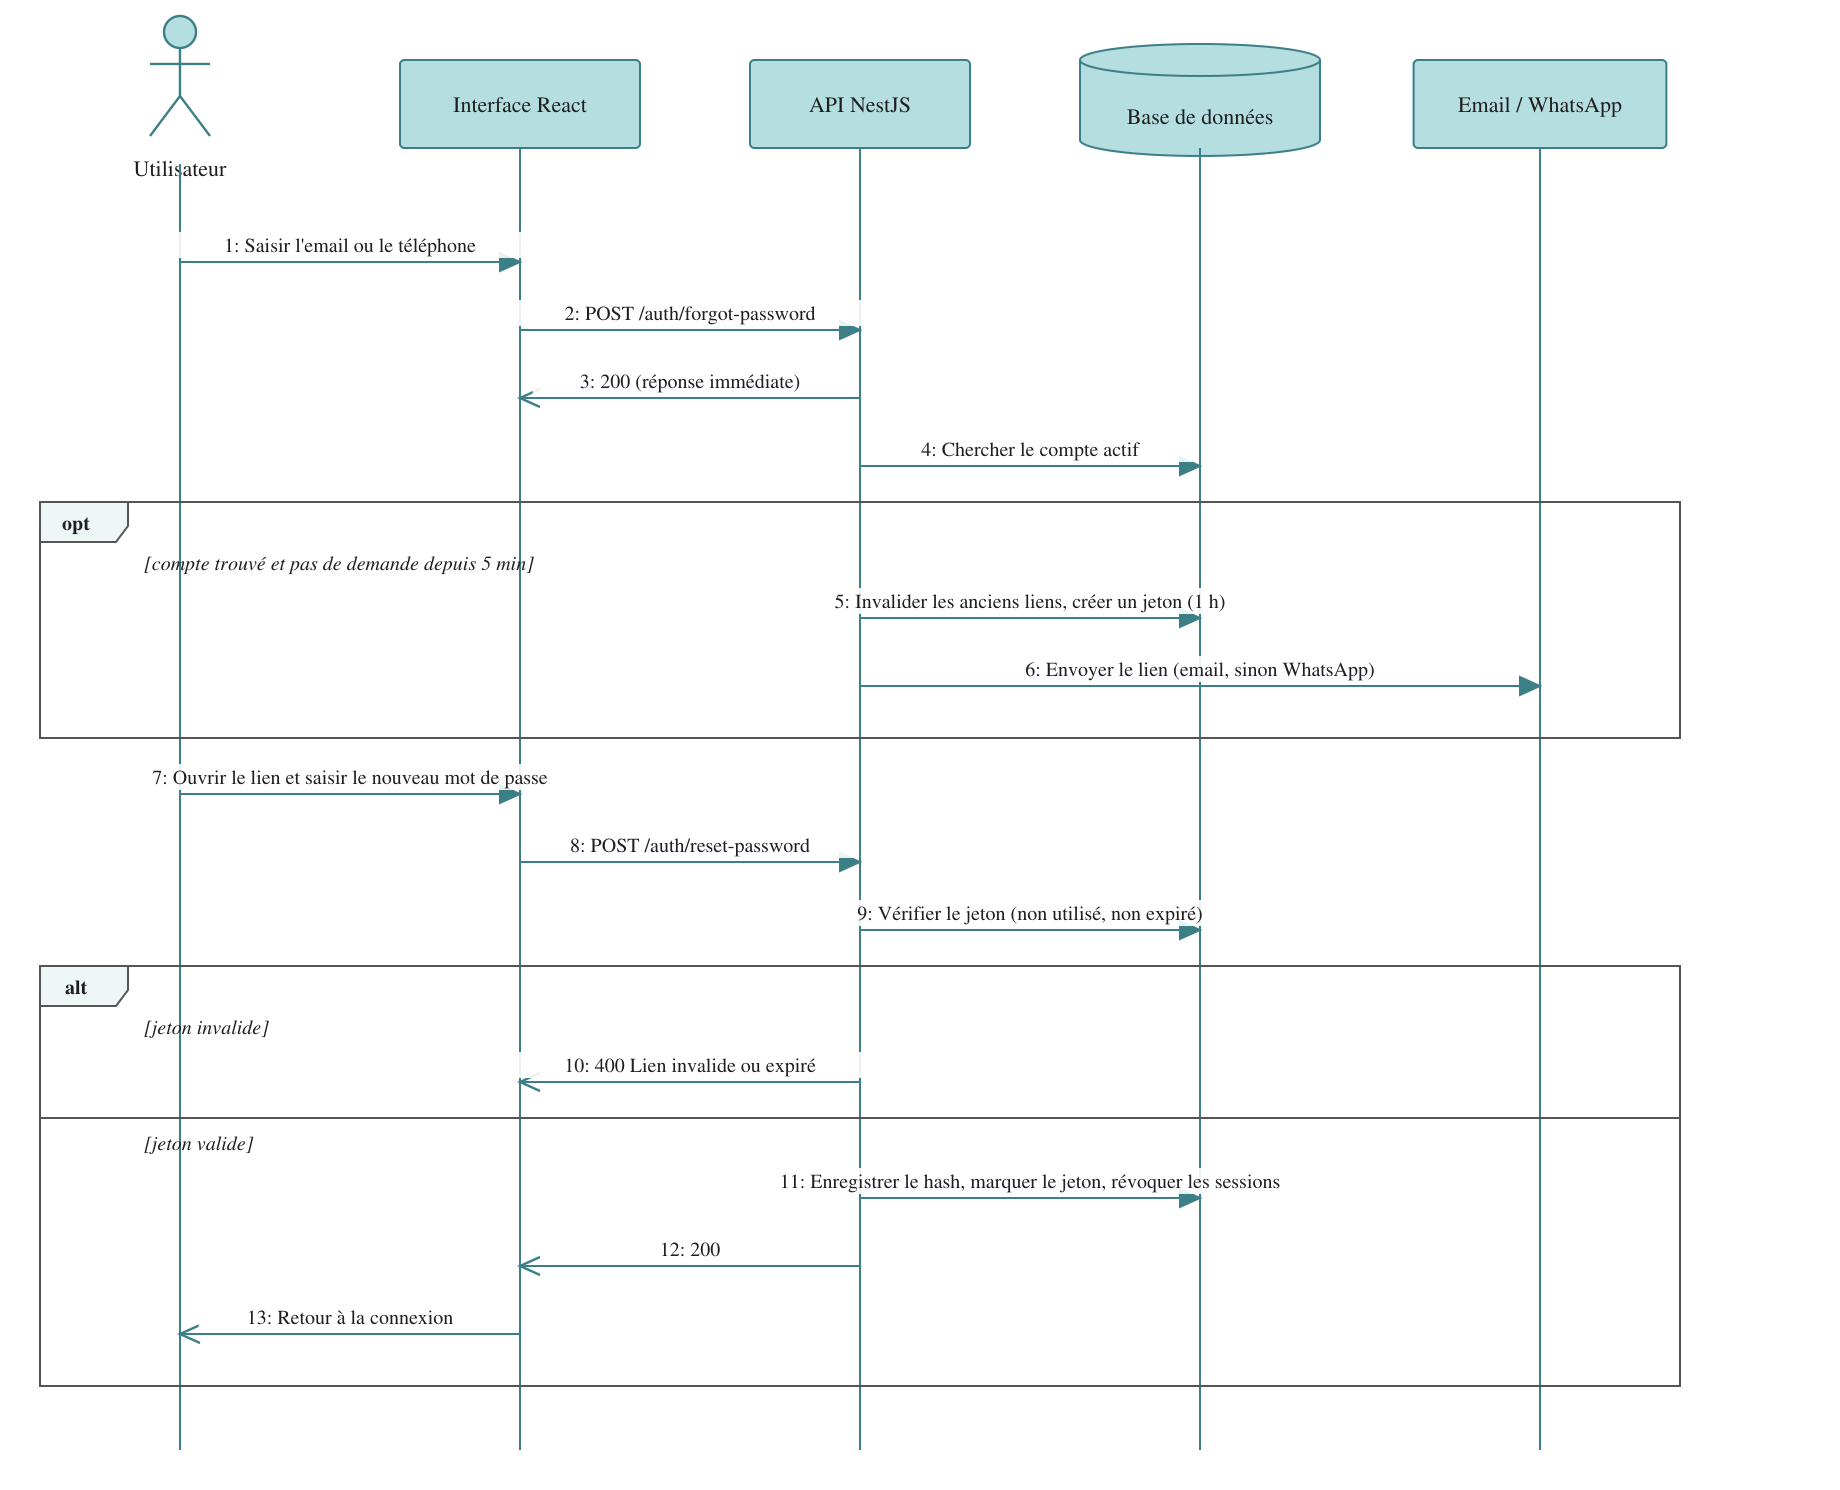 Utilisateur
Interface React
API NestJS
Base de données
Email / WhatsApp
1: Saisir l'email ou le téléphone
2: POST /auth/forgot-password
3: 200 (réponse immédiate)
4: Chercher le compte actif
opt
[compte trouvé et pas de demande depuis 5 min]
5: Invalider les anciens liens, créer un jeton (1 h)
6: Envoyer le lien (email, sinon WhatsApp)
7: Ouvrir le lien et saisir le nouveau mot de passe
8: POST /auth/reset-password
9: Vérifier le jeton (non utilisé, non expiré)
alt
[jeton invalide]
10: 400 Lien invalide ou expiré
[jeton valide]
11: Enregistrer le hash, marquer le jeton, révoquer les sessions
12: 200
13: Retour à la connexion